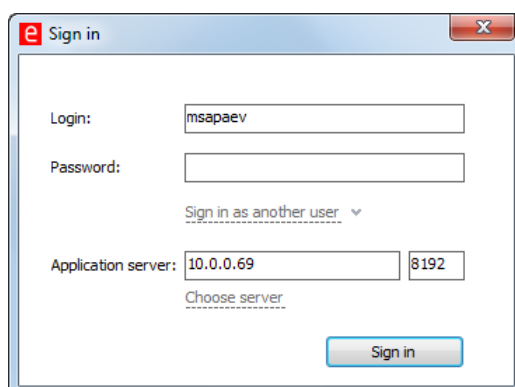 e Sign in
x
Login: msapaev
Password:
Sign in as another user
Application server: 10.0.0.69 8192
Choose server
Sign in